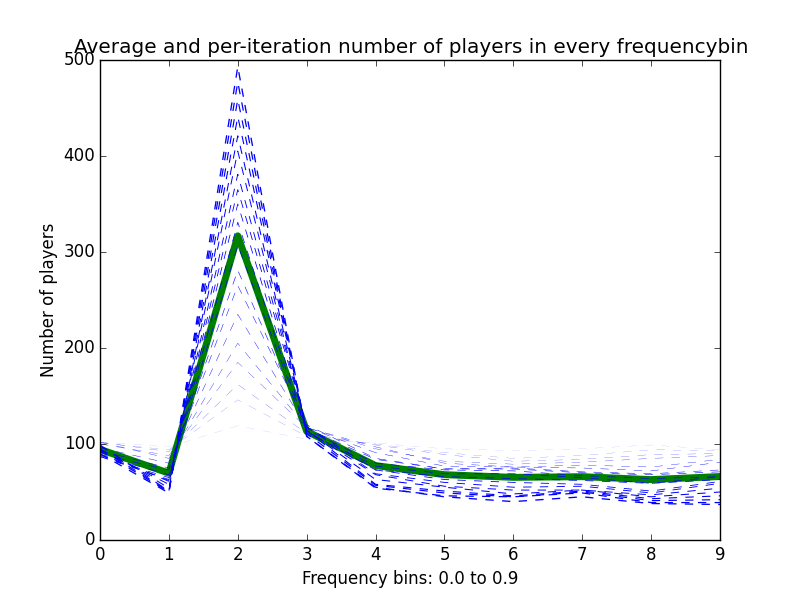 Average and per-iteration number of players in every frequencybin
500
400
300
200
100
0
Number of players
0 1 2 3 4 5 6 7 8 9
Frequency bins: 0.0 to 0.9